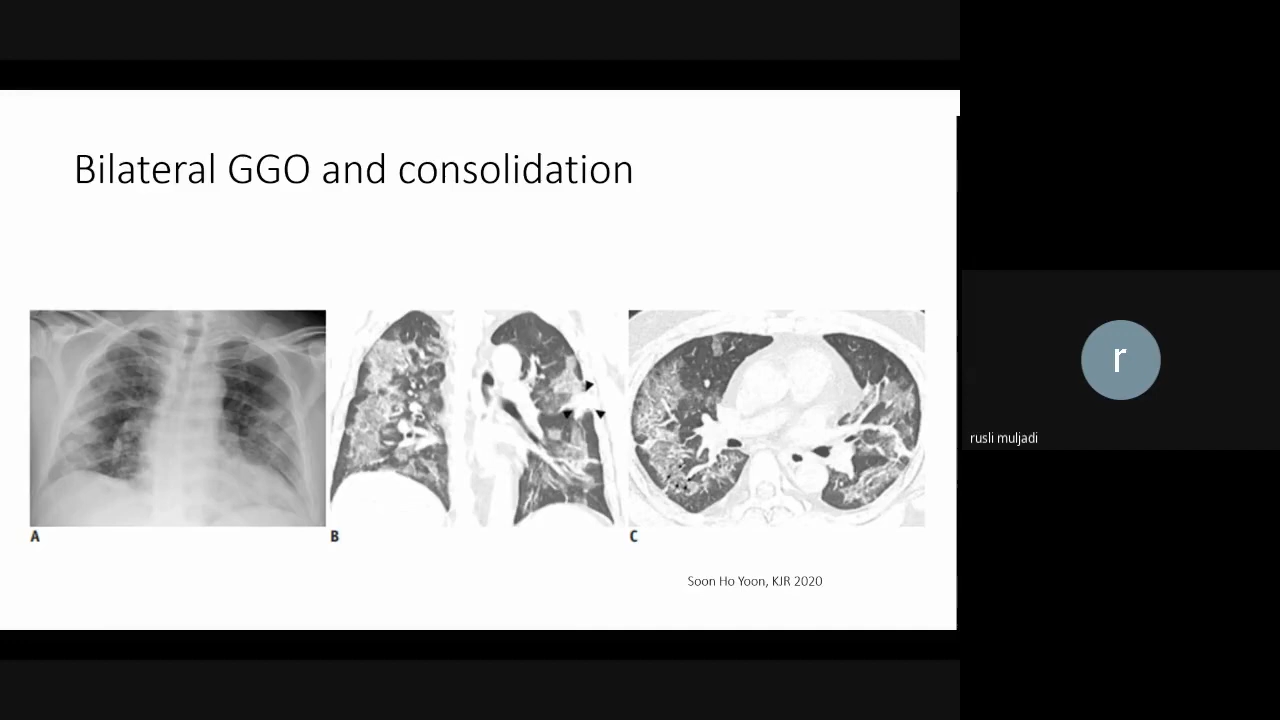 Bilateral GGO and consolidation
A
B
C
Soon Ho Yoon, KJR 2020
r
rusli muljadi